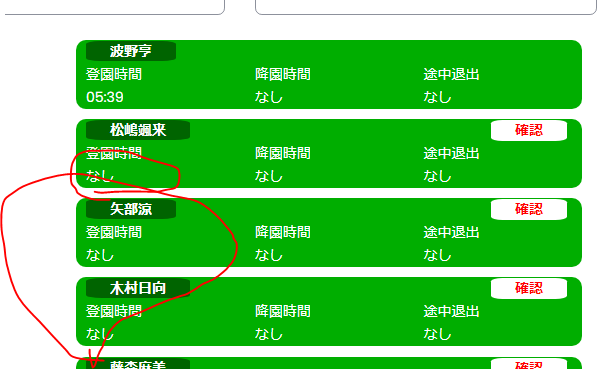 波野亨
登園時間 降園時間 途中退出
05:39 なし なし
松嶋颯来 確認
登園時間 降園時間 途中退出
なし なし なし
矢部涼 確認
登園時間 降園時間 途中退出
なし なし なし
木村日向 確認
登園時間 降園時間 途中退出
なし なし なし
藤森麻美 確認